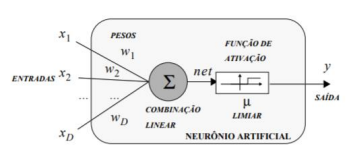 x1
PESOS
w1
FUNÇÃO DE
ATIVAÇÃO
ENTRADAS
x2
w2
Σ
net
y
...
...
wD
COMBINAÇÃO
LINEAR
μ
LIMIAR
SAÍDA
xD
NEURÔNIO ARTIFICIAL